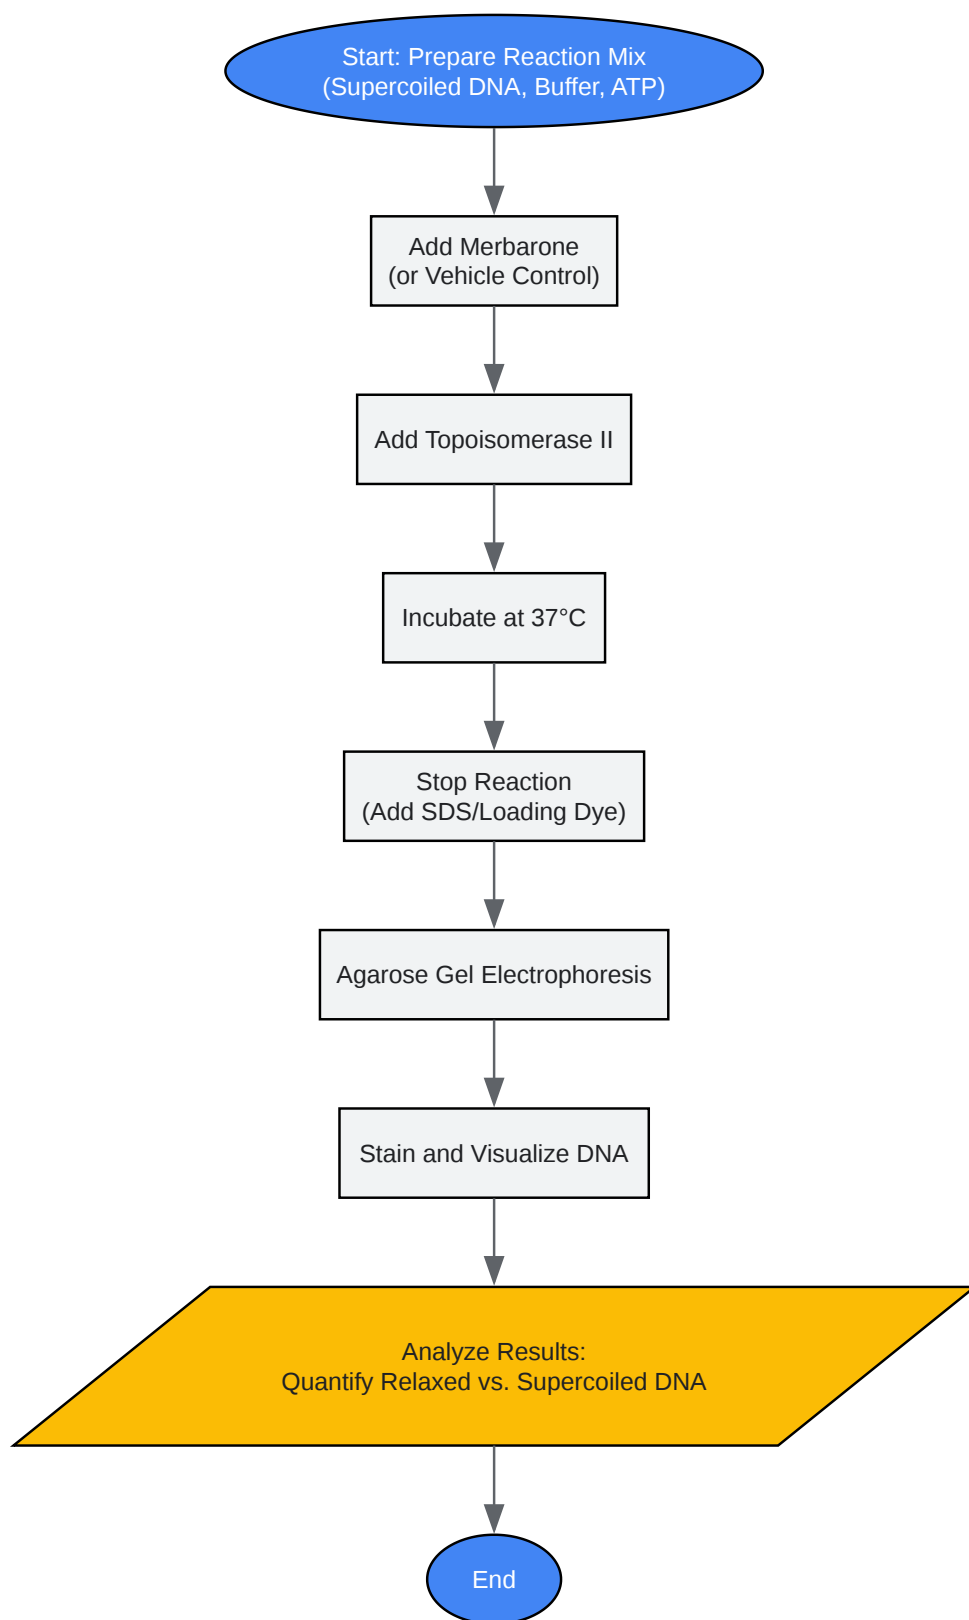 Start: Prepare Reaction Mix
(Supercoiled DNA, Buffer, ATP)
Add Merbarone
(or Vehicle Control)
Add Topoisomerase II
Incubate at 37°C
Stop Reaction
(Add SDS/Loading Dye)
Agarose Gel Electrophoresis
Stain and Visualize DNA
Analyze Results:
Quantify Relaxed vs. Supercoiled DNA
End